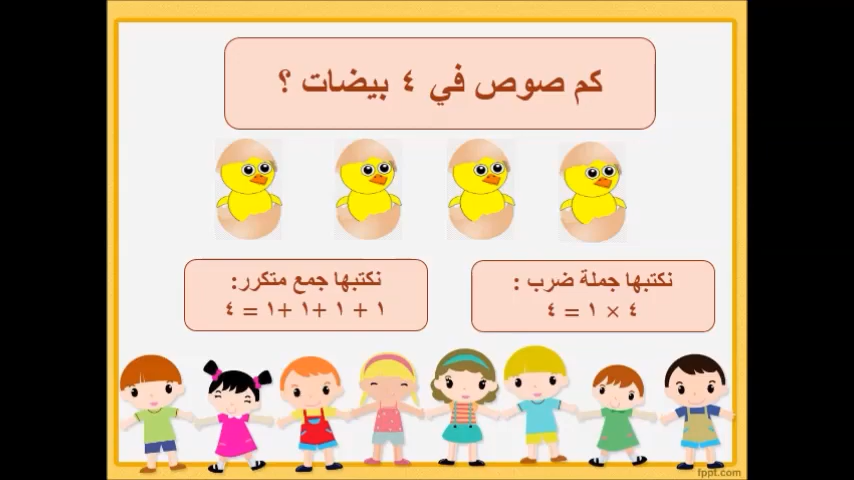 كم صوص في ٤ بيضات ؟
نكتبها جملة ضرب :
٤ × ١ = ٤
نكتبها جمع متكرر:
١ + ١ +١ +١ = ٤
fppt.com